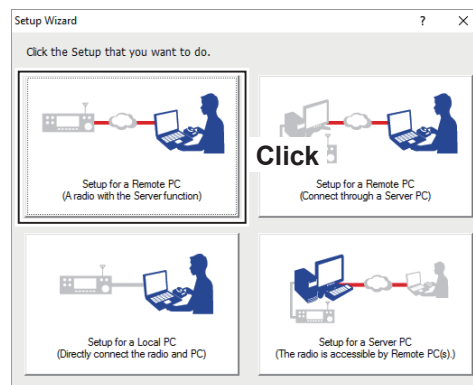 Setup Wizard ? ×
Click the Setup that you want to do.
Click
Setup for a Remote PC
(A radio with the Server function)
Setup for a Remote PC
(Connect through a Server PC)
Setup for a Local PC
(Directly connect the radio and PC)
Setup for a Server PC
(The radio is accessible by Remote PC(s).)